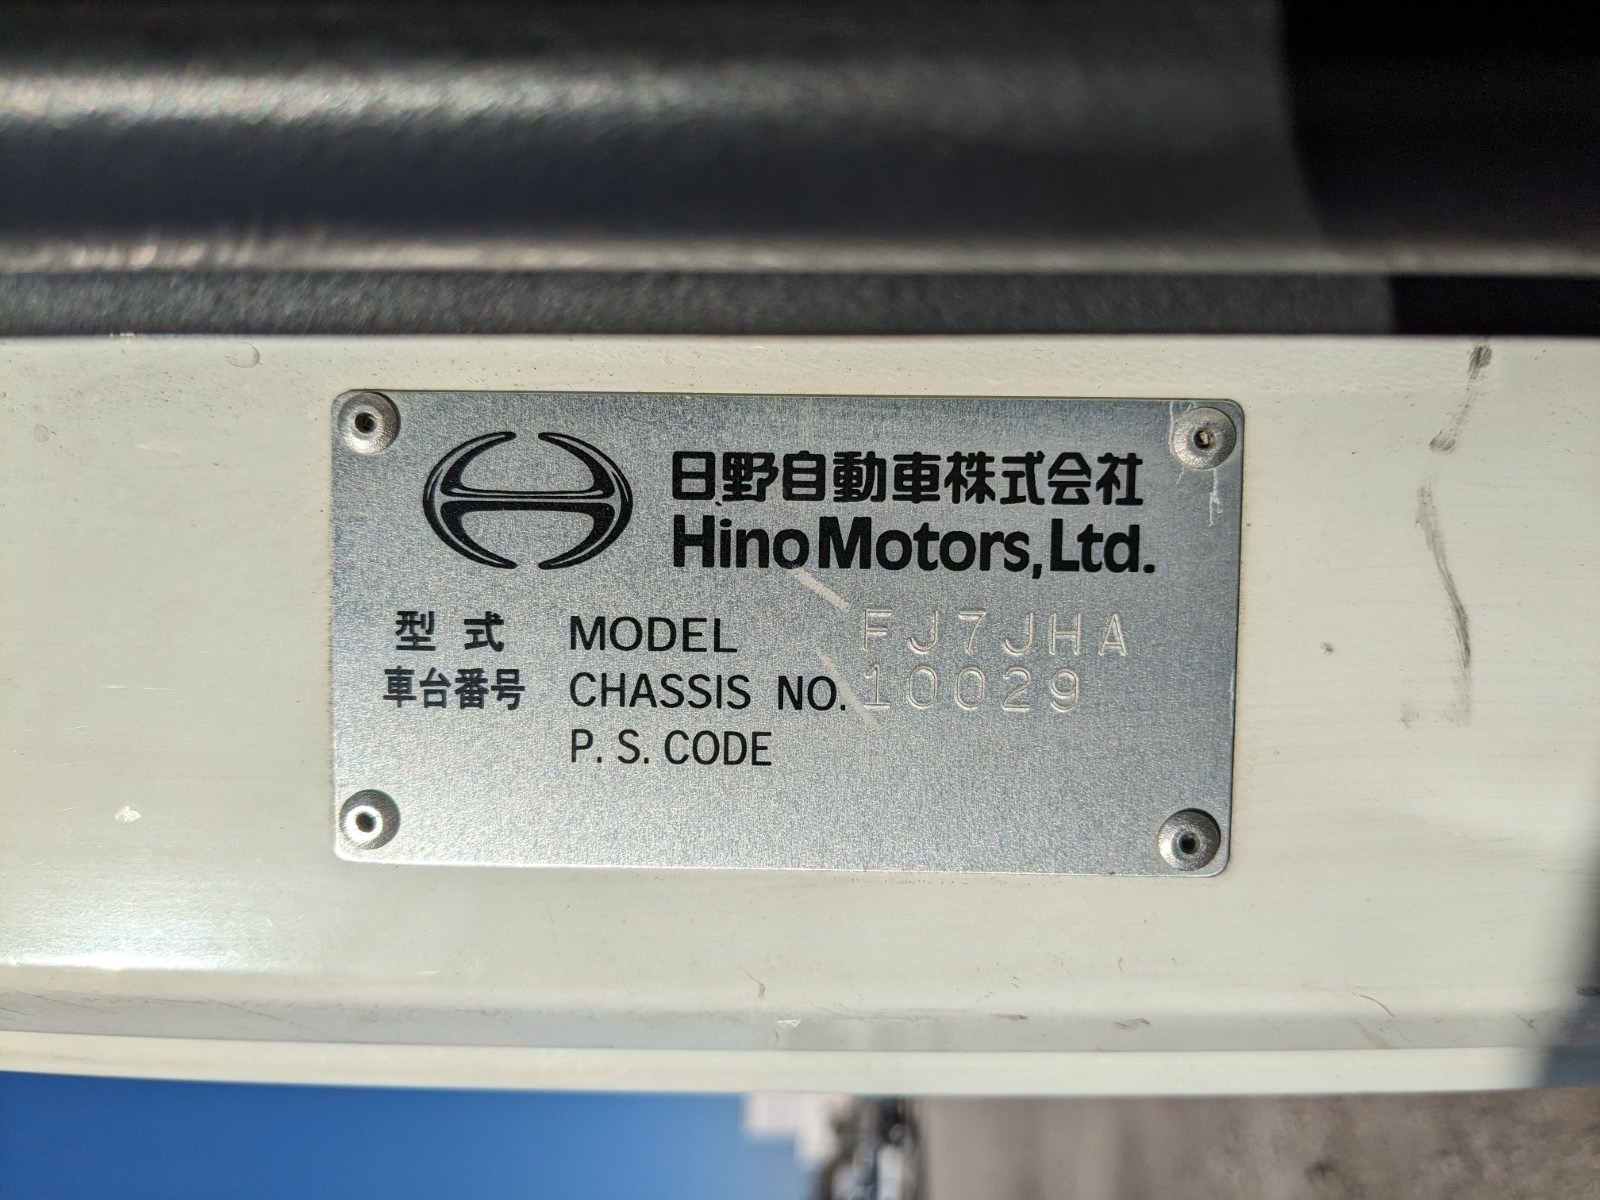 日野自動車株式会社
Hino Motors, Ltd.
型式 MODEL FJ7JHA
車台番号 CHASSIS NO. 10029
P. S. CODE